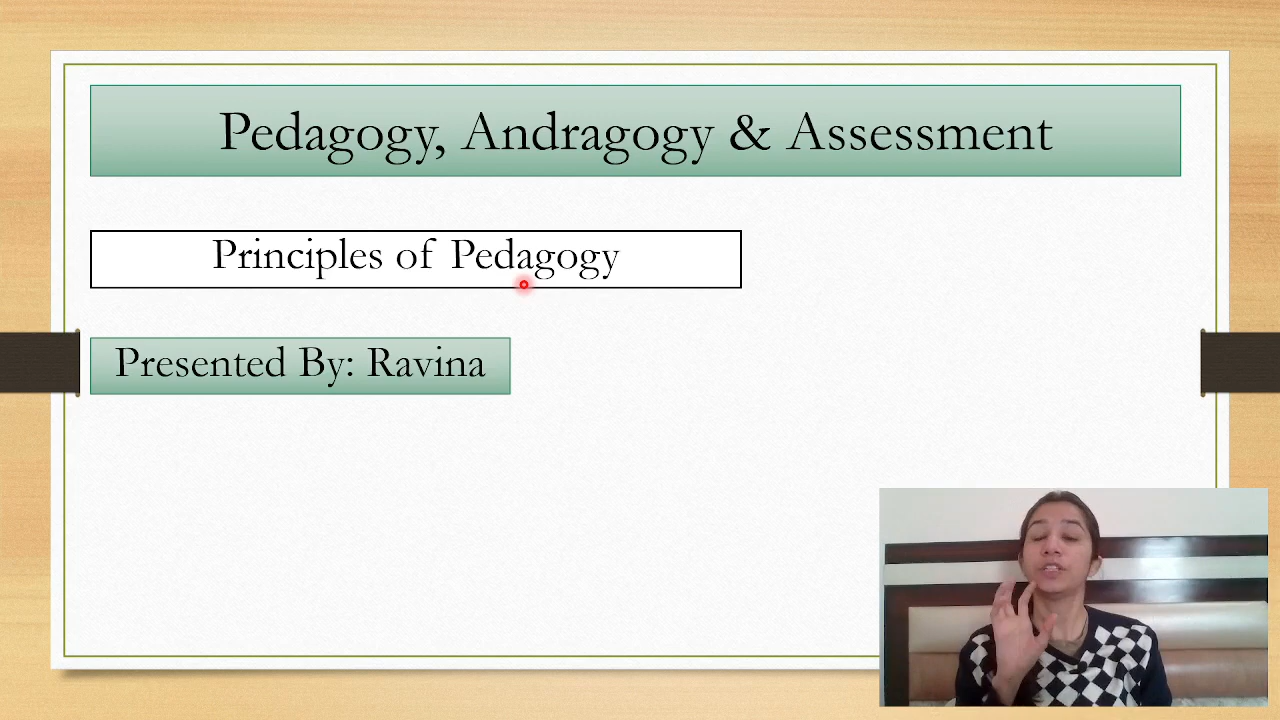 Pedagogy, Andragogy & Assessment
Principles of Pedagogy
Presented By: Ravina